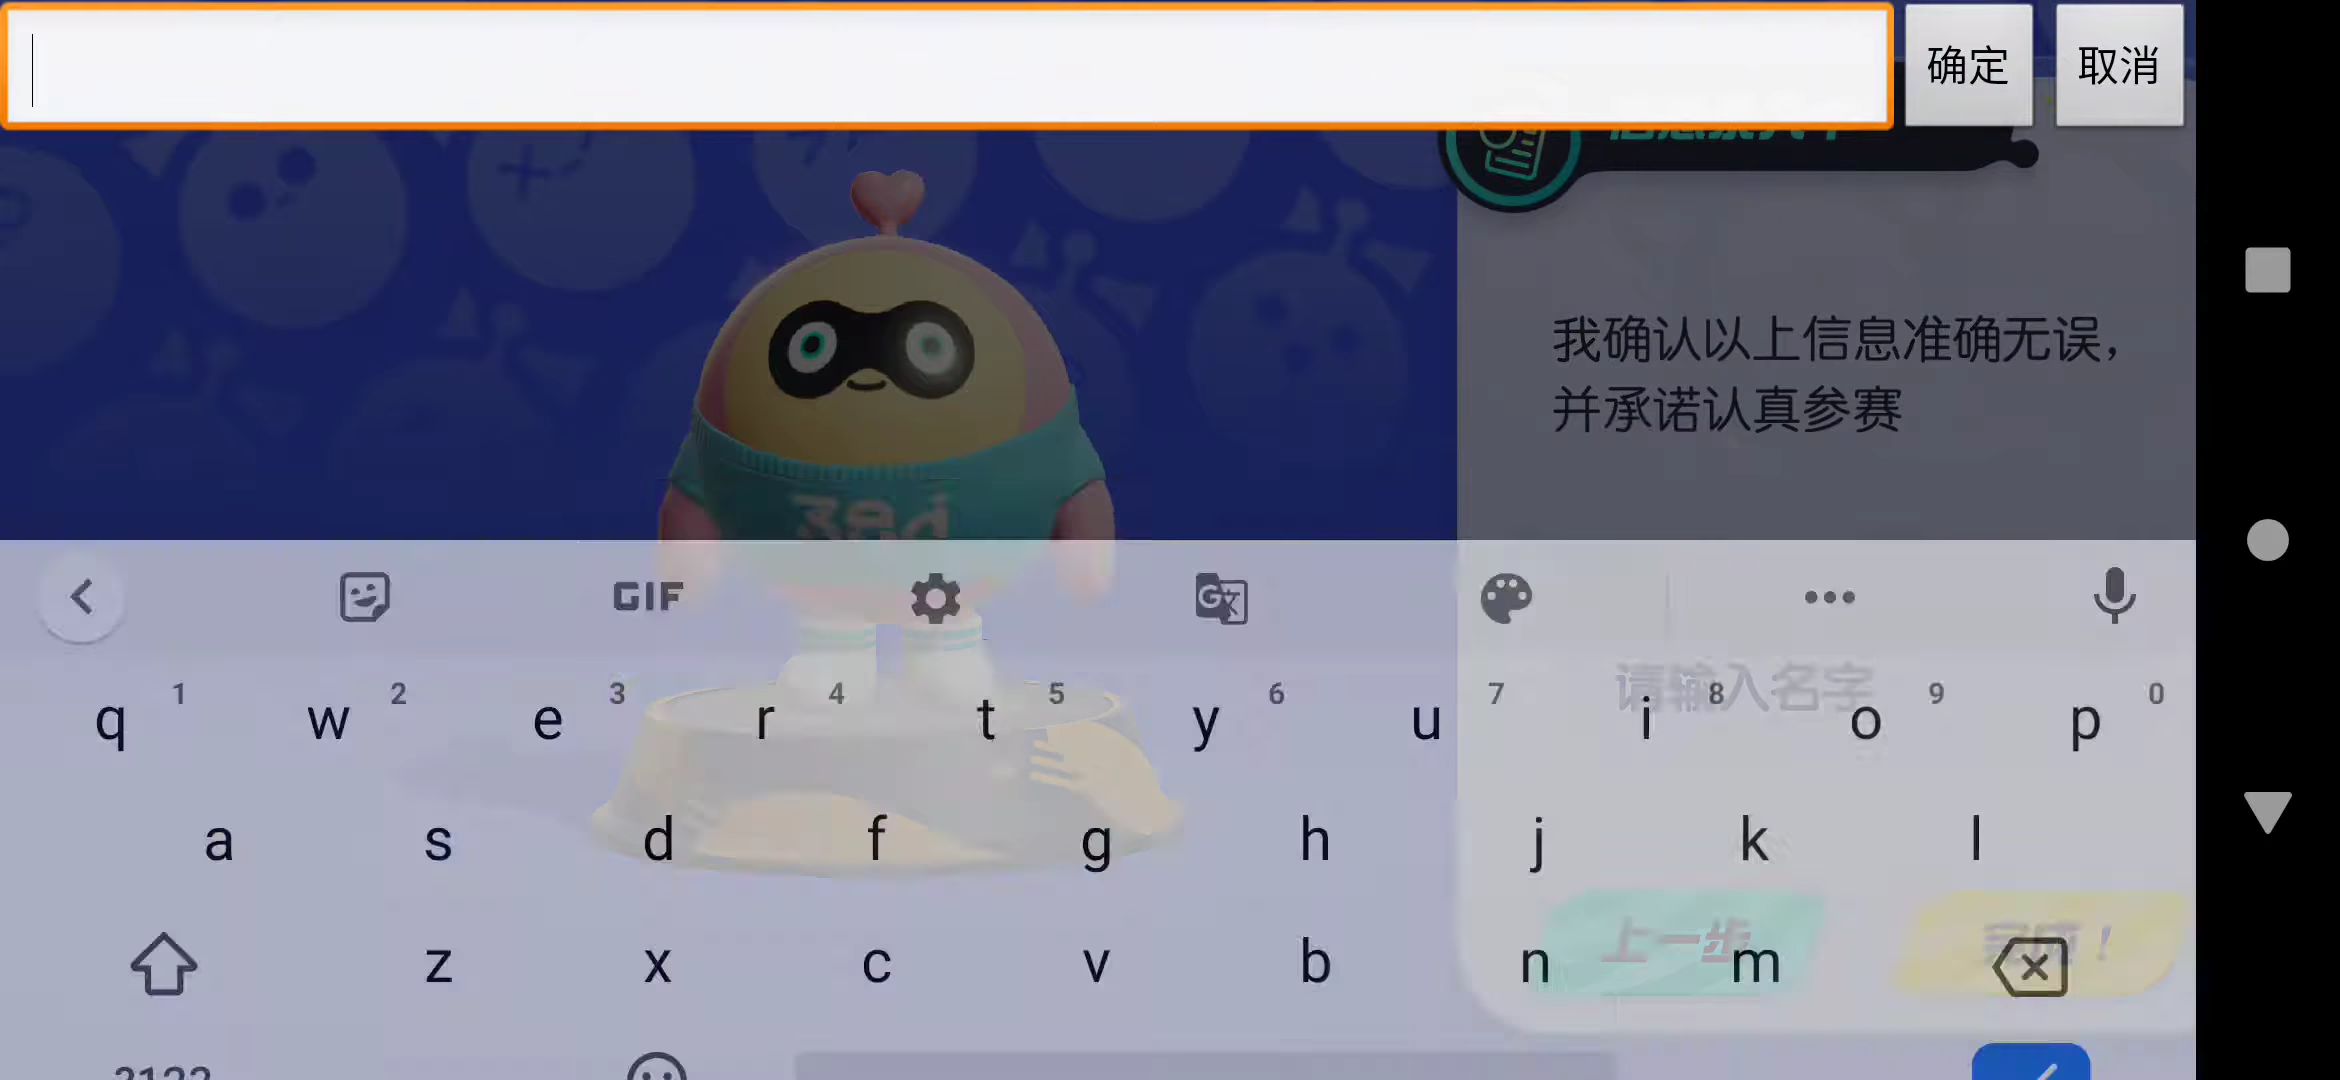 确定
取消
我确认以上信息准确无误，
并承诺认真参赛
GIF
1 2 3 4 5 6 7 8 9 0
q w e r t y u i o p
请输入名字
a s d f g h j k l
上一步
z x c v b n m